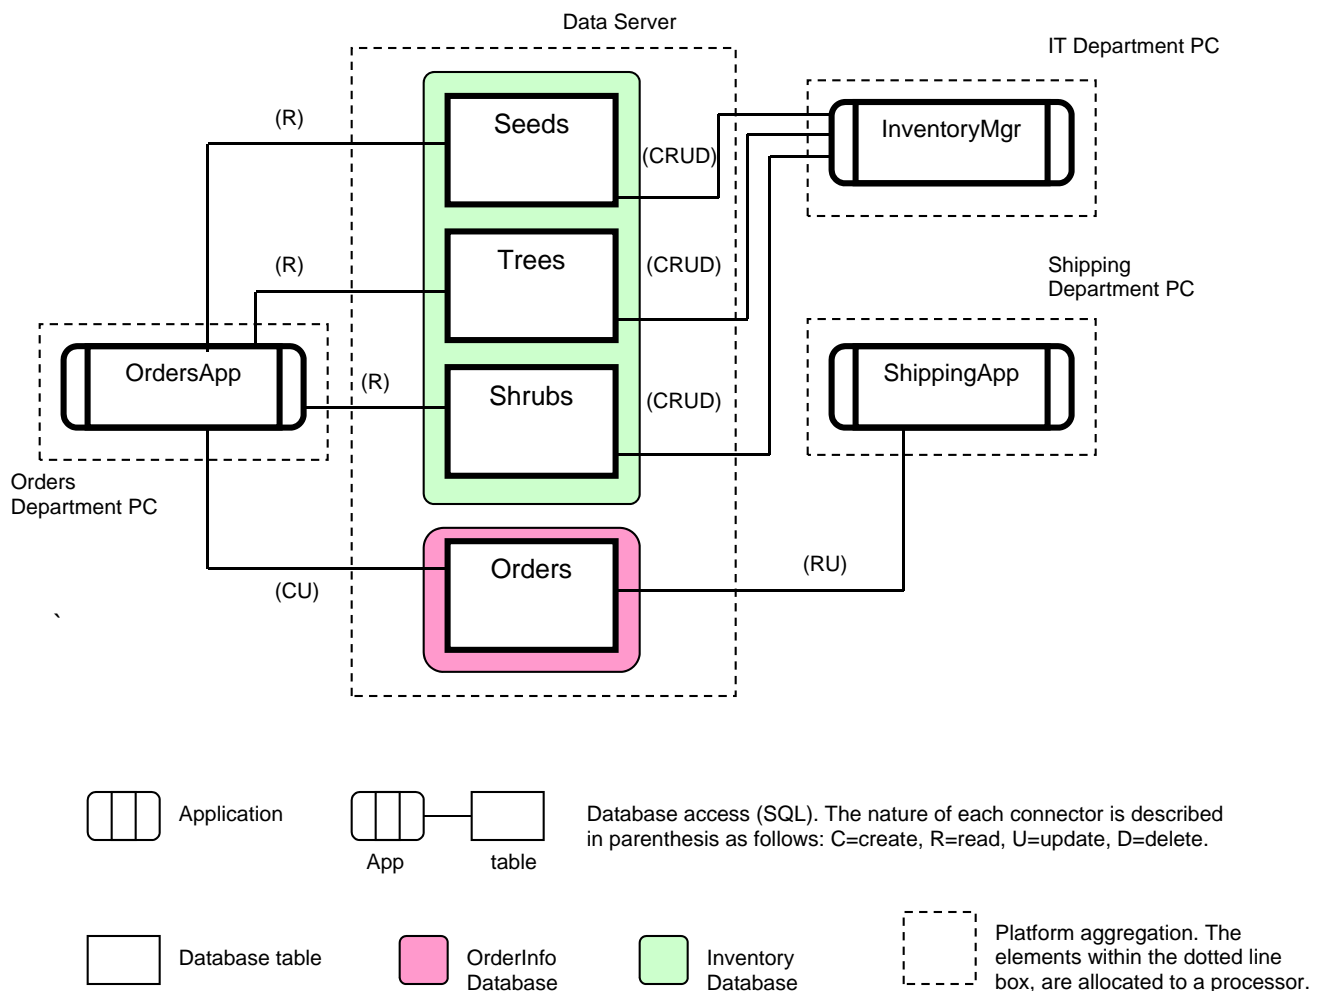 Data Server
IT Department PC
(R)
Seeds
(CRUD)
InventoryMgr
(R)
Trees
(CRUD)
Shipping
Department PC
OrdersApp
(R)
Shrubs
(CRUD)
ShippingApp
Orders
Department PC
Orders
(RU)
(CU)
`
Application
App
table
Database access (SQL). The nature of each connector is described
in parenthesis as follows: C=create, R=read, U=update, D=delete.
Database table
OrderInfo
Database
Inventory
Database
Platform aggregation. The
elements within the dotted line
box, are allocated to a processor.